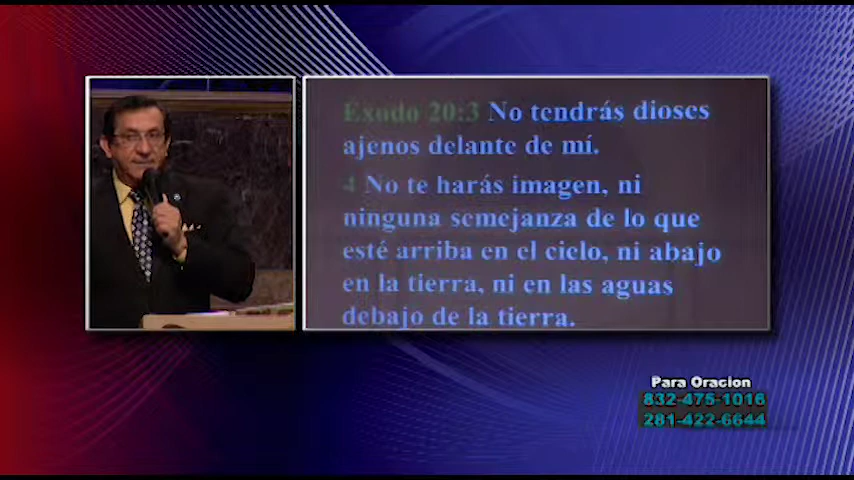 Exodo 20:3 No tendrás dioses
ajenos delante de mí.
4 No te harás imagen, ni
ninguna semejanza de lo que
esté arriba en el cielo, ni abajo
en la tierra, ni en las aguas
debajo de la tierra.
Para Oracion
832-475-1016
281-422-6644